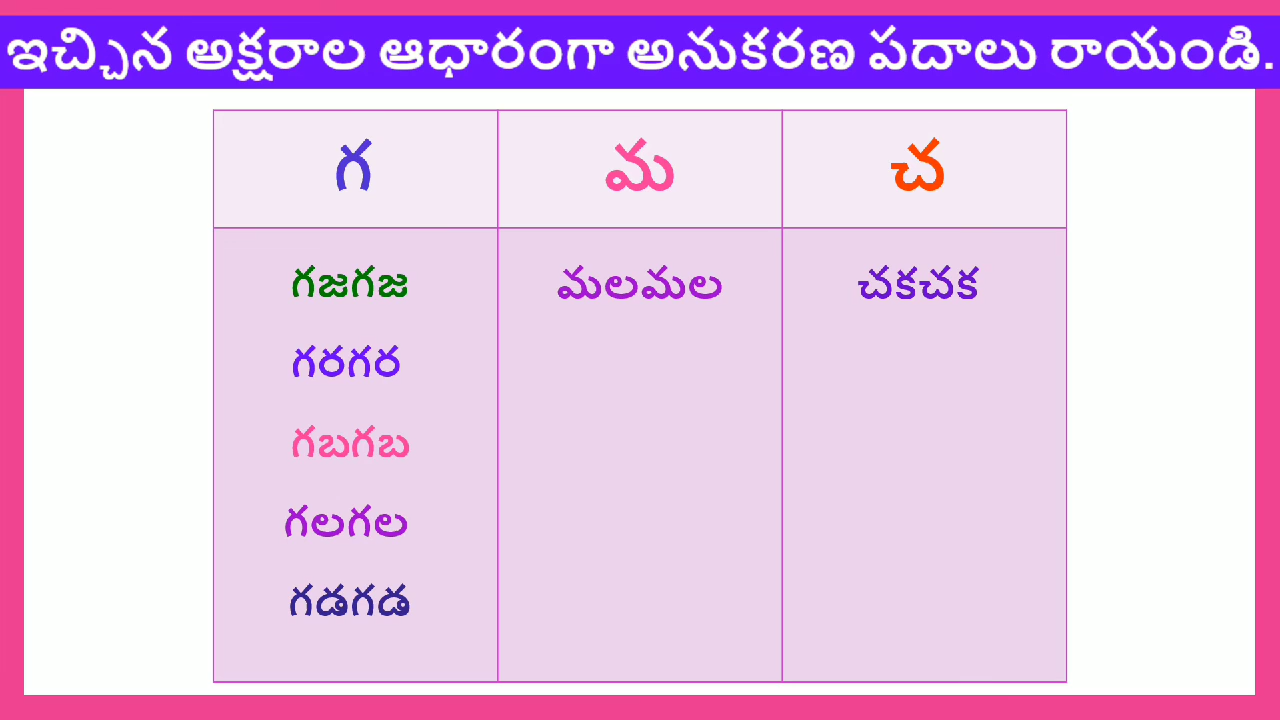 ఇచ్చిన అక్షరాల ఆధారంగా అనుకరణ పదాలు రాయండి.
గ మ చ
గజగజ మలమల చకచక
గరగర
గబగబ
గలగల
గడగడ